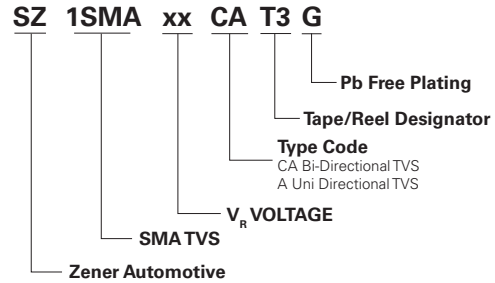 SZ 1SMA xx CA T3 G
Pb Free Plating
Tape/Reel Designator
Type Code
CA Bi-Directional TVS
A Uni Directional TVS
VR VOLTAGE
SMA TVS
Zener Automotive